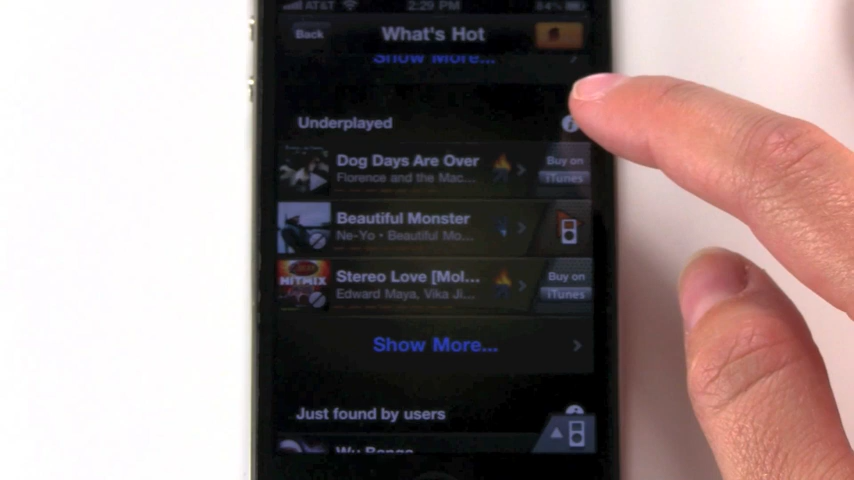 AT&T 2:29 PM 84%
Back What's Hot
Show More...
Underplayed
Dog Days Are Over
Florence and the Mac...
Buy on
iTunes
Beautiful Monster
Ne-Yo • Beautiful Mo...
HITMIX
Stereo Love [Mol...
Edward Maya, Vika Ji...
Buy on
iTunes
Show More...
Just found by users